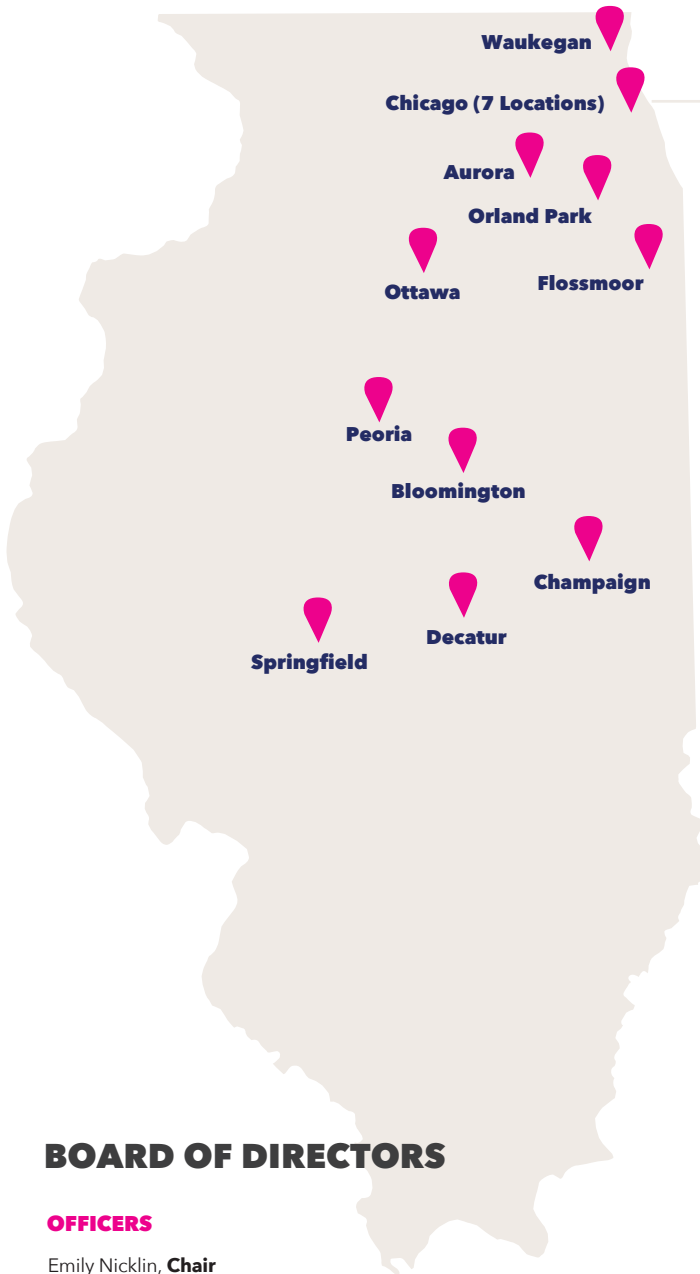 Waukegan
Chicago (7 Locations)
Aurora
Orland Park
Flossmoor
Ottawa
Peoria
Bloomington
Champaign
Decatur
Springfield
BOARD OF DIRECTORS
OFFICERS
Emily Nicklin, Chair